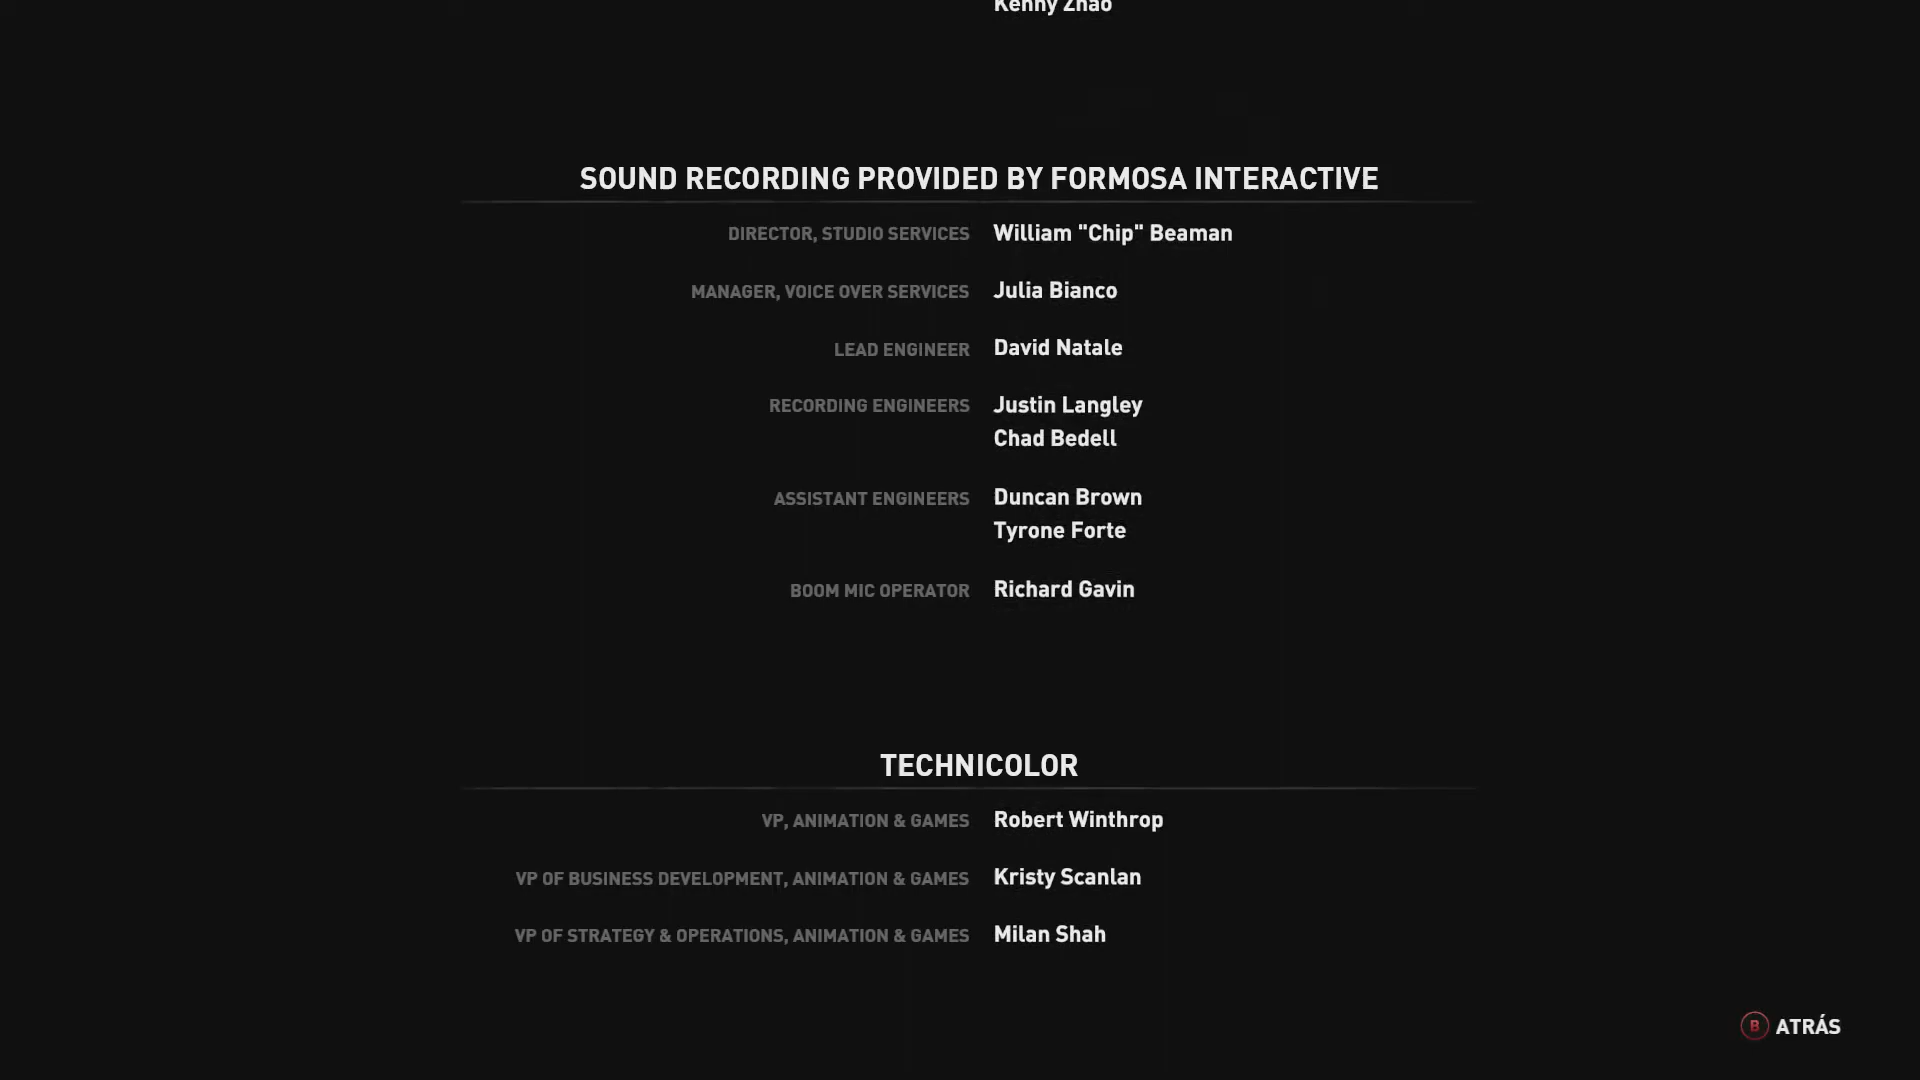 Kenny Zhao
SOUND RECORDING PROVIDED BY FORMOSA INTERACTIVE
DIRECTOR, STUDIO SERVICES William "Chip" Beaman
MANAGER, VOICE OVER SERVICES Julia Bianco
LEAD ENGINEER David Natale
RECORDING ENGINEERS Justin Langley
Chad Bedell
ASSISTANT ENGINEERS Duncan Brown
Tyrone Forte
BOOM MIC OPERATOR Richard Gavin
TECHNICOLOR
VP, ANIMATION & GAMES Robert Winthrop
VP OF BUSINESS DEVELOPMENT, ANIMATION & GAMES Kristy Scanlan
VP OF STRATEGY & OPERATIONS, ANIMATION & GAMES Milan Shah
B ATRÁS